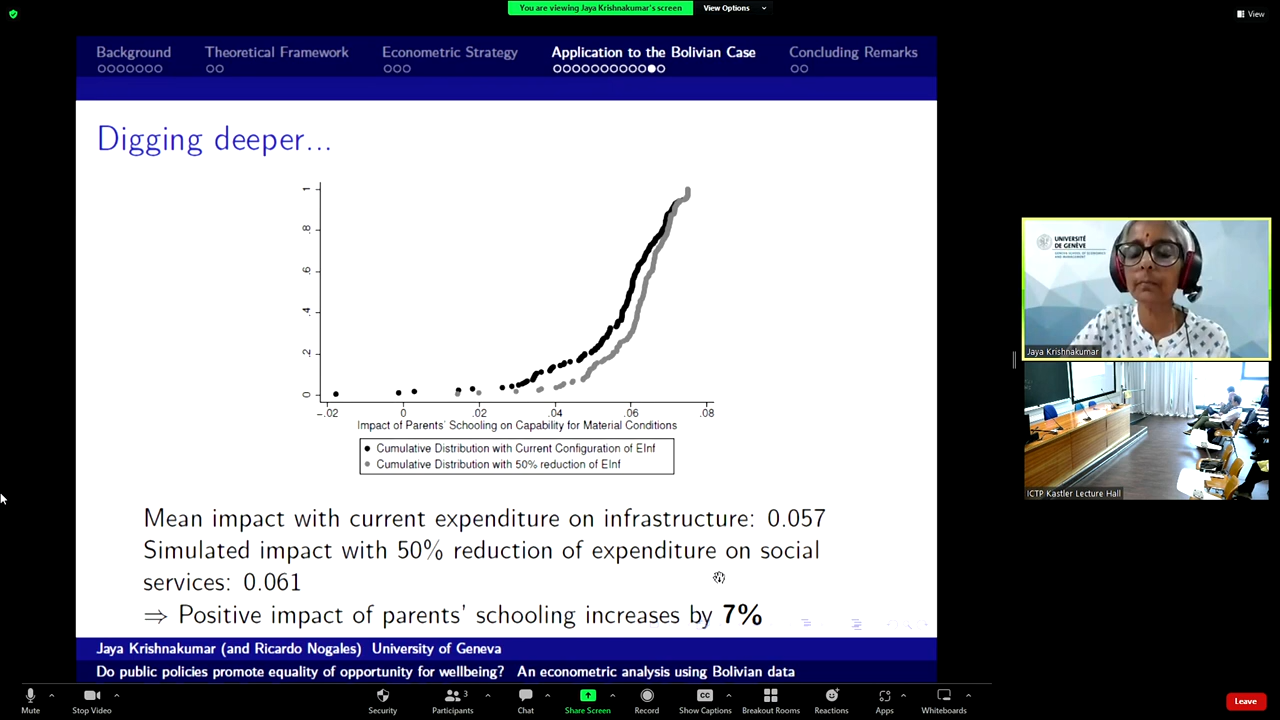 You are viewing Jaya Krishnakumar's screen
View Options
View
Background
Theoretical Framework
Econometric Strategy
Application to the Bolivian Case
Concluding Remarks
Digging deeper...
1
.8
.6
.4
.2
0
-.02
0
.02
.04
.06
.08
Impact of Parents' Schooling on Capability for Material Conditions
Cumulative Distribution with Current Configuration of EInf
Cumulative Distribution with 50% reduction of EInf
Mean impact with current expenditure on infrastructure: 0.057
Simulated impact with 50% reduction of expenditure on social
services: 0.061
⇒ Positive impact of parents' schooling increases by 7%
Jaya Krishnakumar (and Ricardo Nogales) University of Geneva
Do public policies promote equality of opportunity for wellbeing? An econometric analysis using Bolivian data
UNIVERSITÉ
DE GENÈVE
Jaya Krishnakumar
ICTP Kastler Lecture Hall
Mute
Stop Video
Security
Participants
3
Chat
Share Screen
Record
CC
Show Captions
Breakout Rooms
Reactions
Apps
Whiteboards
Leave